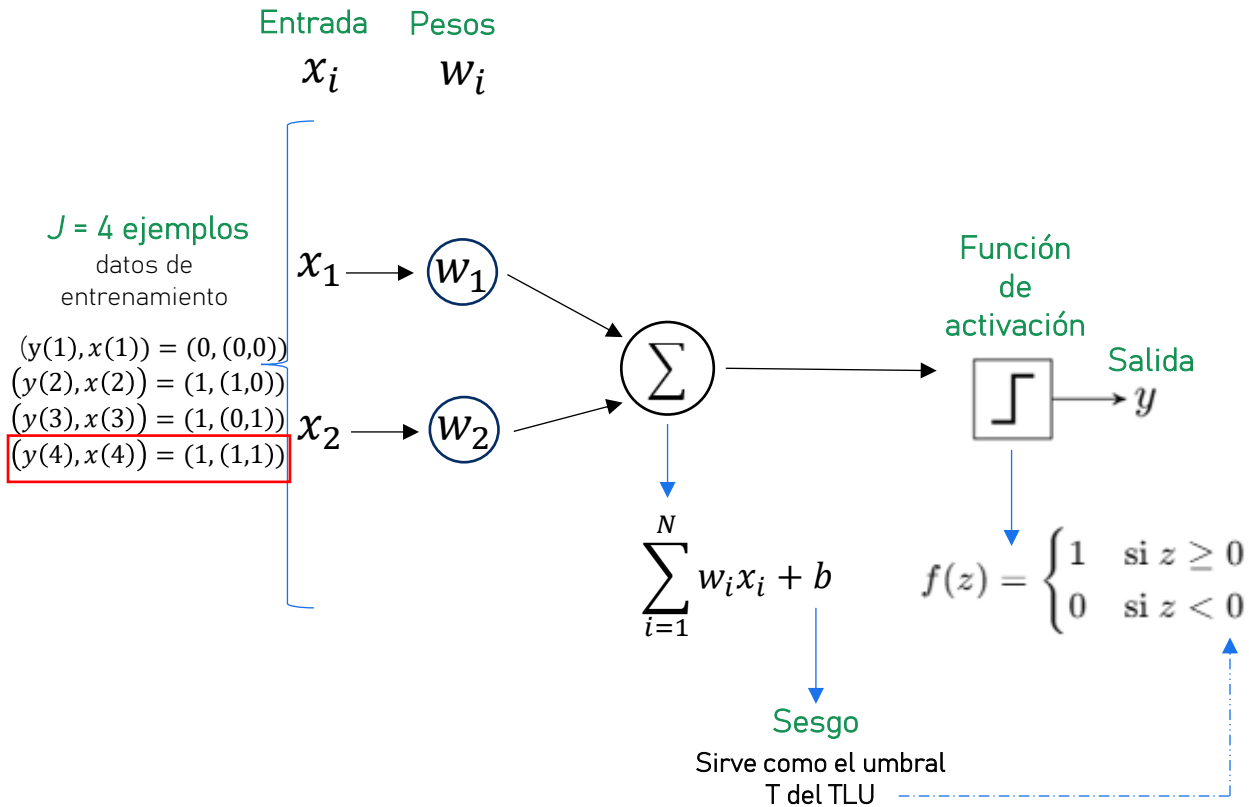 Entrada Pesos
x_i w_i
J = 4 ejemplos
datos de
entrenamiento
(y(1), x(1)) = (0, (0,0))
(y(2), x(2)) = (1, (1,0))
(y(3), x(3)) = (1, (0,1))
(y(4), x(4)) = (1, (1,1))
x_1 w_1
x_2 w_2
∑
∑_{i=1}^{N} w_i x_i + b
Sesgo
Sirve como el umbral
T del TLU
Función
de
activación
Salida
y
f(z) = { 1 si z ≥ 0
0 si z < 0